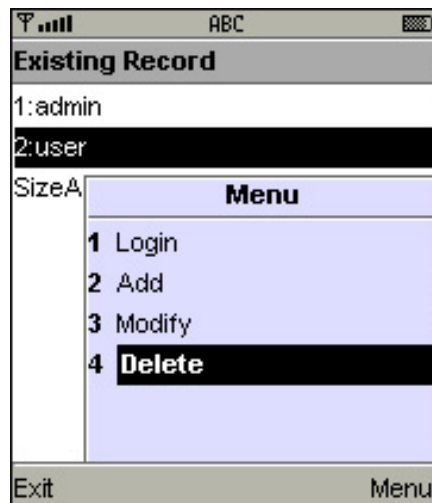 ABC
Existing Record
1:admin
2:user
SizeA
Menu
1 Login
2 Add
3 Modify
4 Delete
Exit Menu